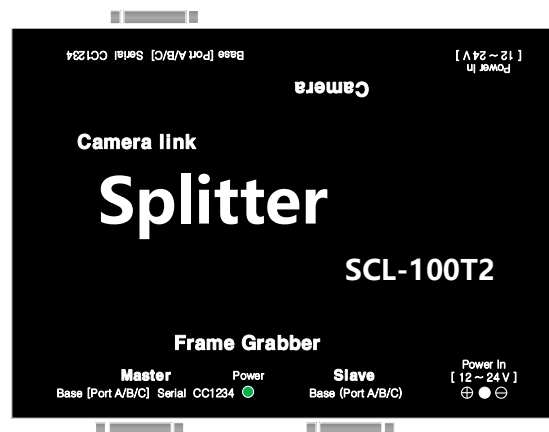 Base [Port A/B/C] Serial CC1234
[ 12 ~ 24 V ]
Power In
Camera
Camera link
Splitter
SCL-100T2
Frame Grabber
Master Power Slave Power In
Base [Port A/B/C] Serial CC1234 Base (Port A/B/C) [ 12 ~ 24 V ]